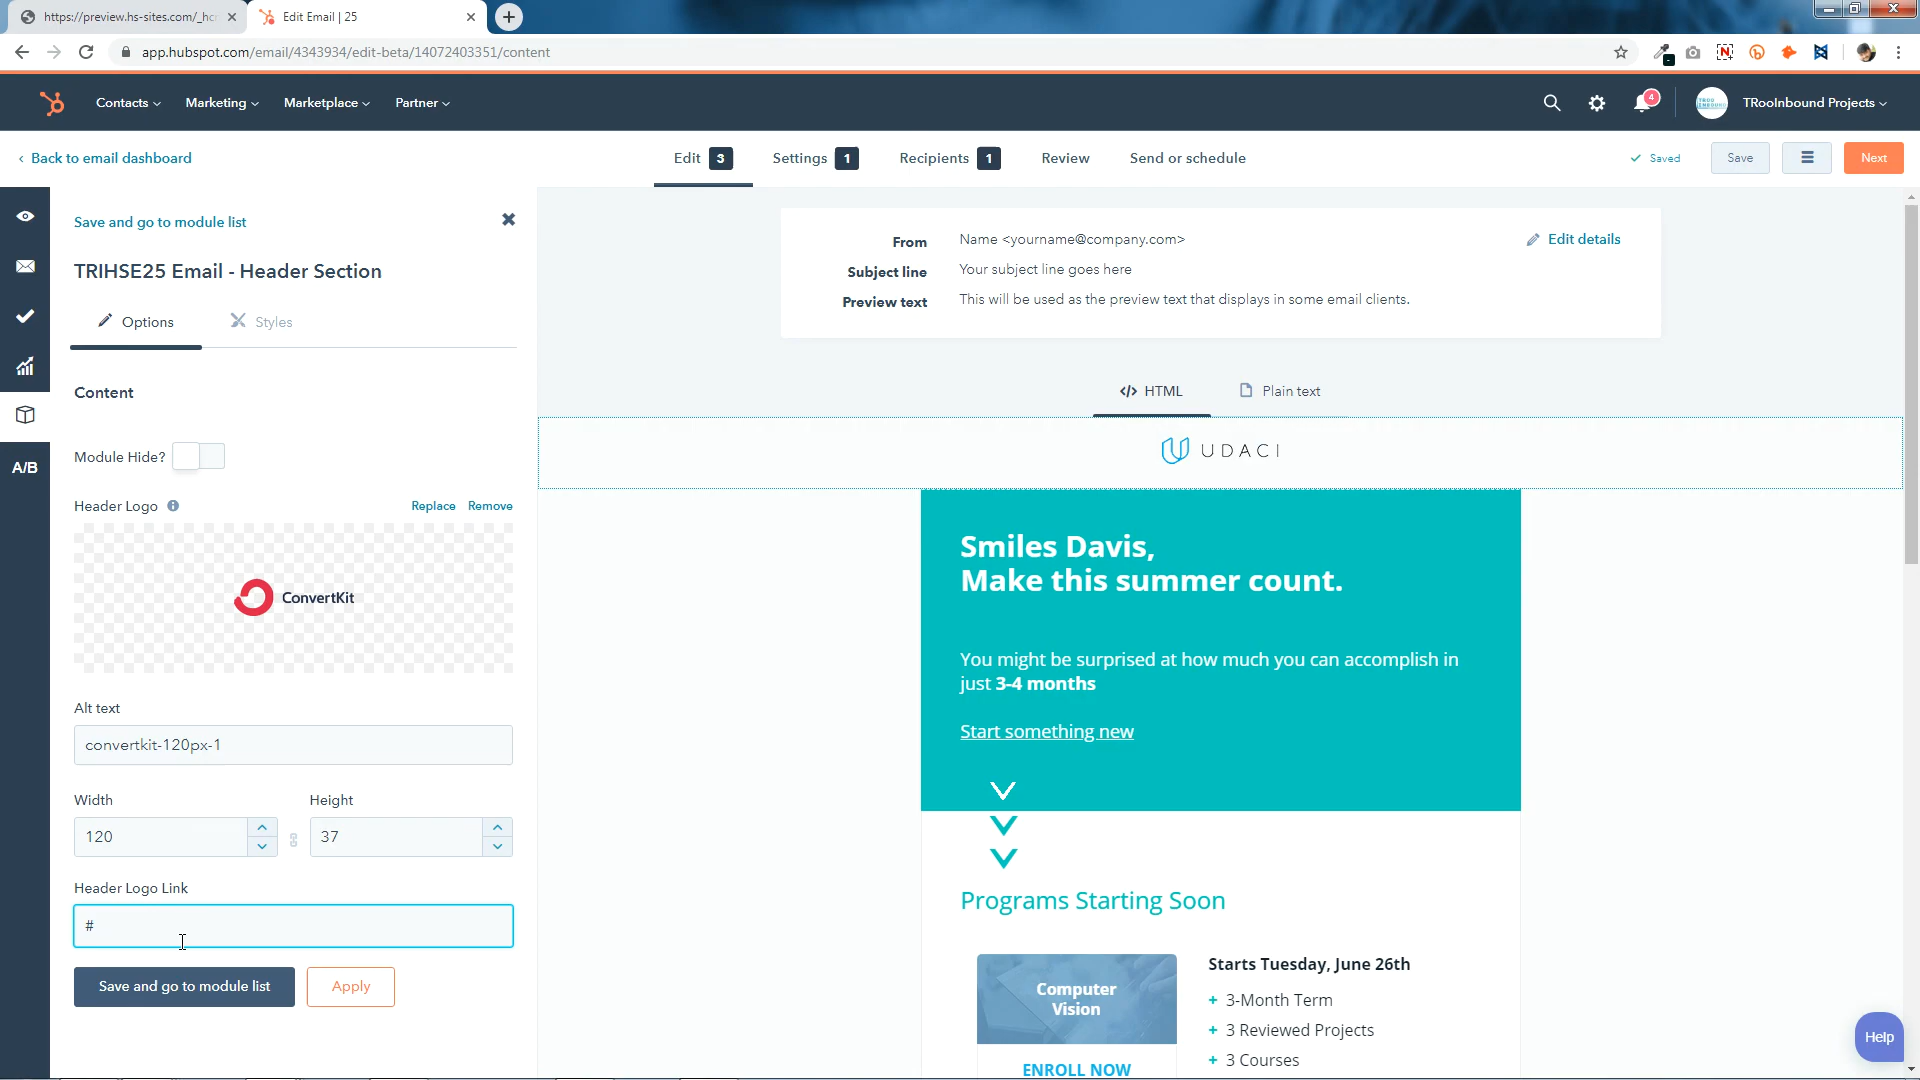 https://preview.hs-sites.com/_hc
Edit Email | 25
app.hubspot.com/email/4343934/edit-beta/14072403351/content
Contacts
Marketing
Marketplace
Partner
4
TRooInbound Projects
Back to email dashboard
Edit 3
Settings 1
Recipients 1
Review
Send or schedule
Saved
Save
Next
Save and go to module list
TRIHSE25 Email - Header Section
Options
Styles
Content
Module Hide?
Header Logo
Replace
Remove
ConvertKit
Alt text
convertkit-120px-1
Width
Height
120
37
Header Logo Link
#
Save and go to module list
Apply
A/B
From
Name <yourname@company.com>
Edit details
Subject line
Your subject line goes here
Preview text
This will be used as the preview text that displays in some email clients.
</> HTML
Plain text
UDACI
Smiles Davis,
Make this summer count.
You might be surprised at how much you can accomplish in
just 3-4 months
Start something new
Programs Starting Soon
Computer
Vision
ENROLL NOW
Starts Tuesday, June 26th
+ 3-Month Term
+ 3 Reviewed Projects
+ 3 Courses
Help